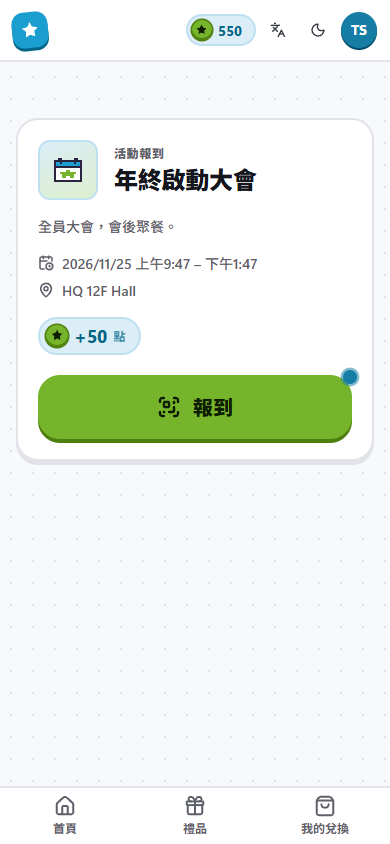 550
TS
活動報到
年終啟動大會
全員大會，會後聚餐。
2026/11/25 上午9:47 – 下午1:47
HQ 12F Hall
+50 點
報到
首頁
禮品
我的兌換